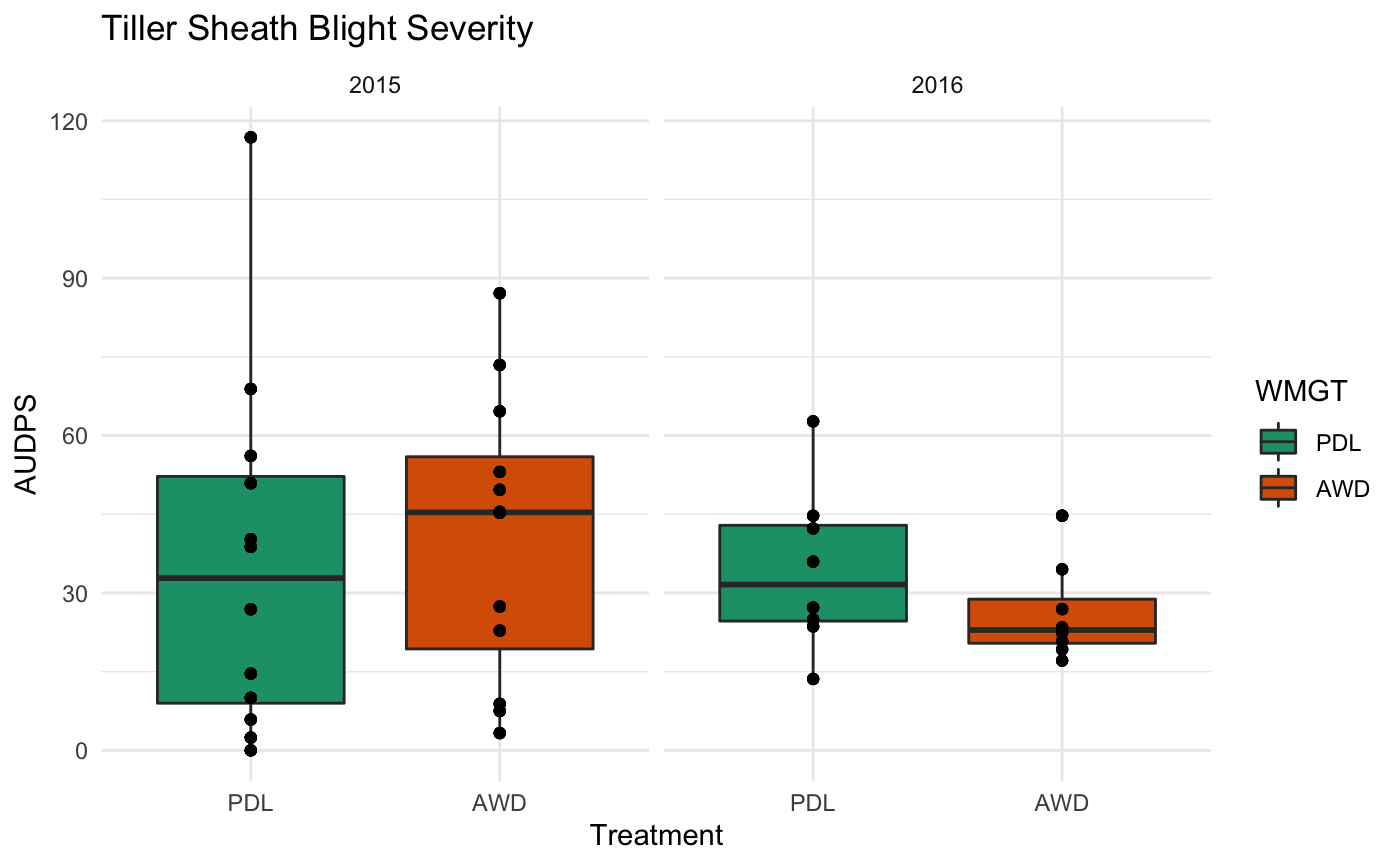 Tiller Sheath Blight Severity
2015
2016
120
90
60
30
0
AUDPS
PDL
AWD
PDL
AWD
Treatment
WMGT
PDL
AWD